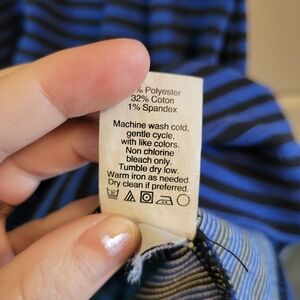 % Polyester
32% Coton
1% Spandex
Machine wash cold,
gentle cycle,
with like colors.
Non chlorine
bleach only.
Tumble dry low.
Warm iron as needed.
Dry clean if preferred.